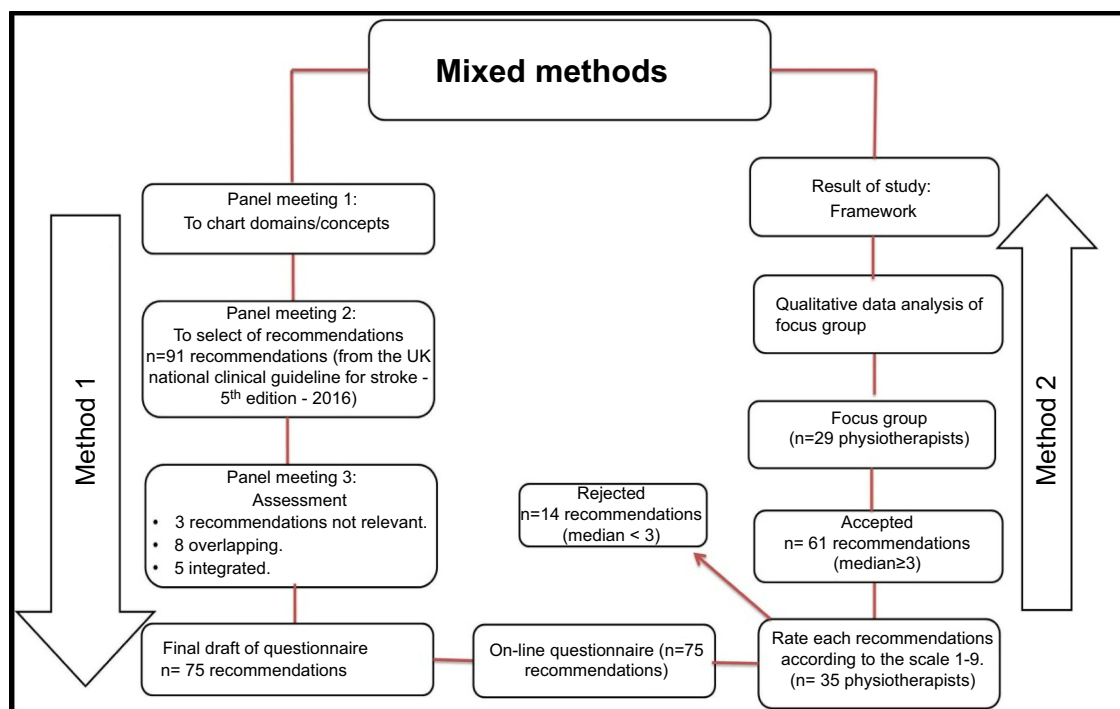 Mixed methods
Method 1
Panel meeting 1:
To chart domains/concepts
Panel meeting 2:
To select of recommendations
n=91 recommendations (from the UK
national clinical guideline for stroke -
5th edition - 2016)
Panel meeting 3:
Assessment
• 3 recommendations not relevant.
• 8 overlapping.
• 5 integrated.
Final draft of questionnaire
n= 75 recommendations
On-line questionnaire (n=75
recommendations)
Rate each recommendations
according to the scale 1-9.
(n= 35 physiotherapists)
Rejected
n=14 recommendations
(median < 3)
Accepted
n= 61 recommendations
(median≥3)
Focus group
(n=29 physiotherapists)
Qualitative data analysis of
focus group
Result of study:
Framework
Method 2